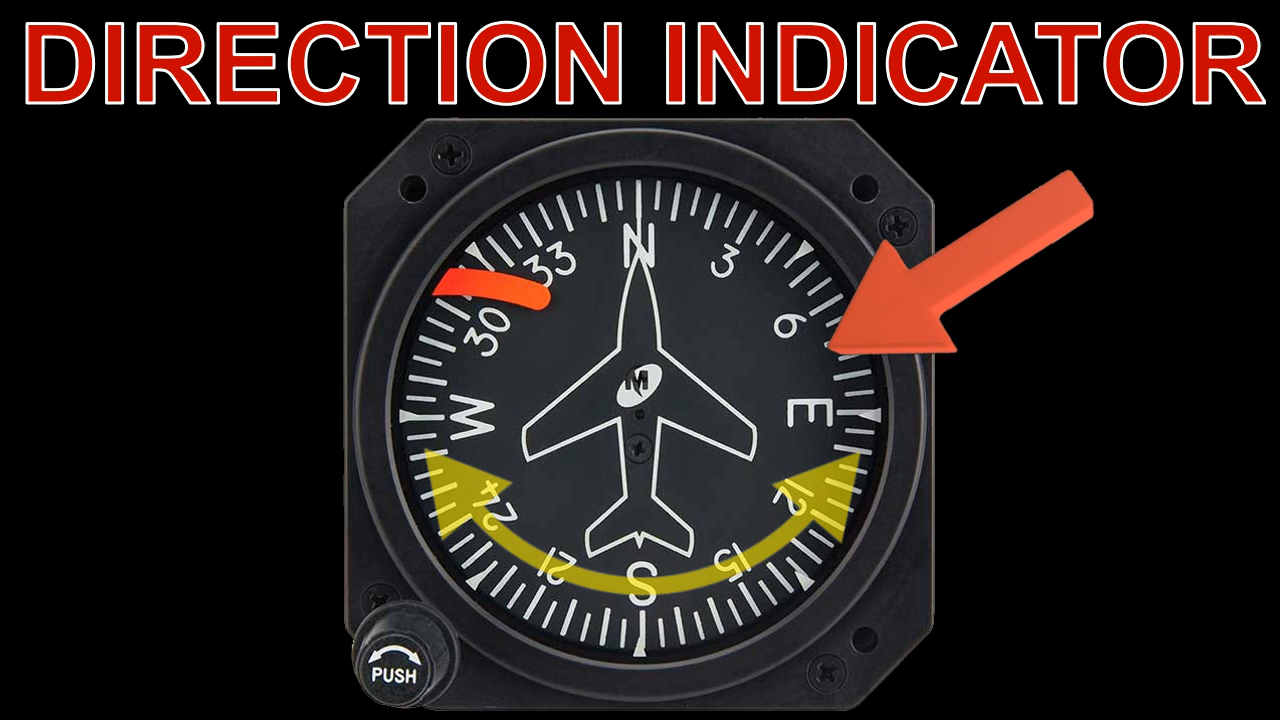 DIRECTION INDICATOR
N
33 3
30 6
M
W E
24 12
21 15
S
PUSH